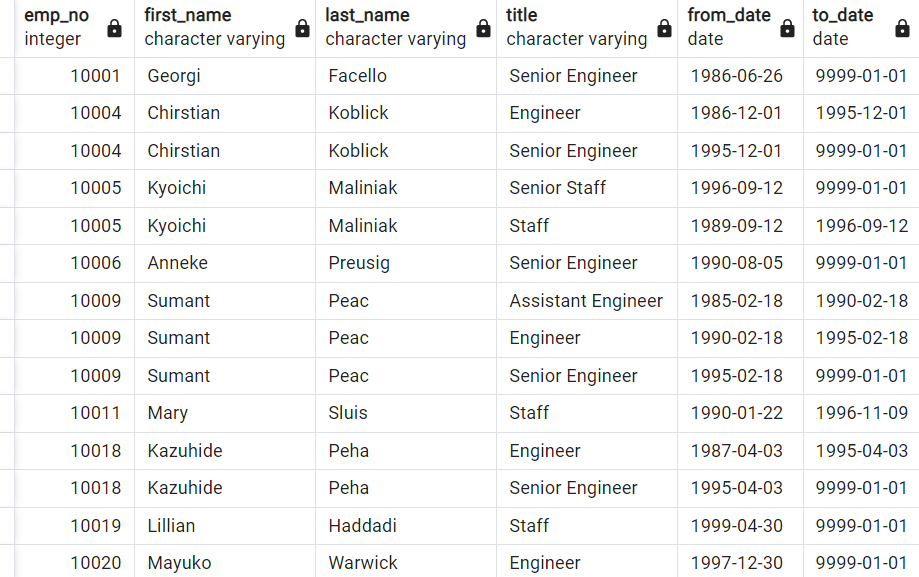 emp_no first_name last_name title from_date to_date
integer character varying character varying character varying date date
10001 Georgi Facello Senior Engineer 1986-06-26 9999-01-01
10004 Chirstian Koblick Engineer 1986-12-01 1995-12-01
10004 Chirstian Koblick Senior Engineer 1995-12-01 9999-01-01
10005 Kyoichi Maliniak Senior Staff 1996-09-12 9999-01-01
10005 Kyoichi Maliniak Staff 1989-09-12 1996-09-12
10006 Anneke Preusig Senior Engineer 1990-08-05 9999-01-01
10009 Sumant Peac Assistant Engineer 1985-02-18 1990-02-18
10009 Sumant Peac Engineer 1990-02-18 1995-02-18
10009 Sumant Peac Senior Engineer 1995-02-18 9999-01-01
10011 Mary Sluis Staff 1990-01-22 1996-11-09
10018 Kazuhide Peha Engineer 1987-04-03 1995-04-03
10018 Kazuhide Peha Senior Engineer 1995-04-03 9999-01-01
10019 Lillian Haddadi Staff 1999-04-30 9999-01-01
10020 Mayuko Warwick Engineer 1997-12-30 9999-01-01